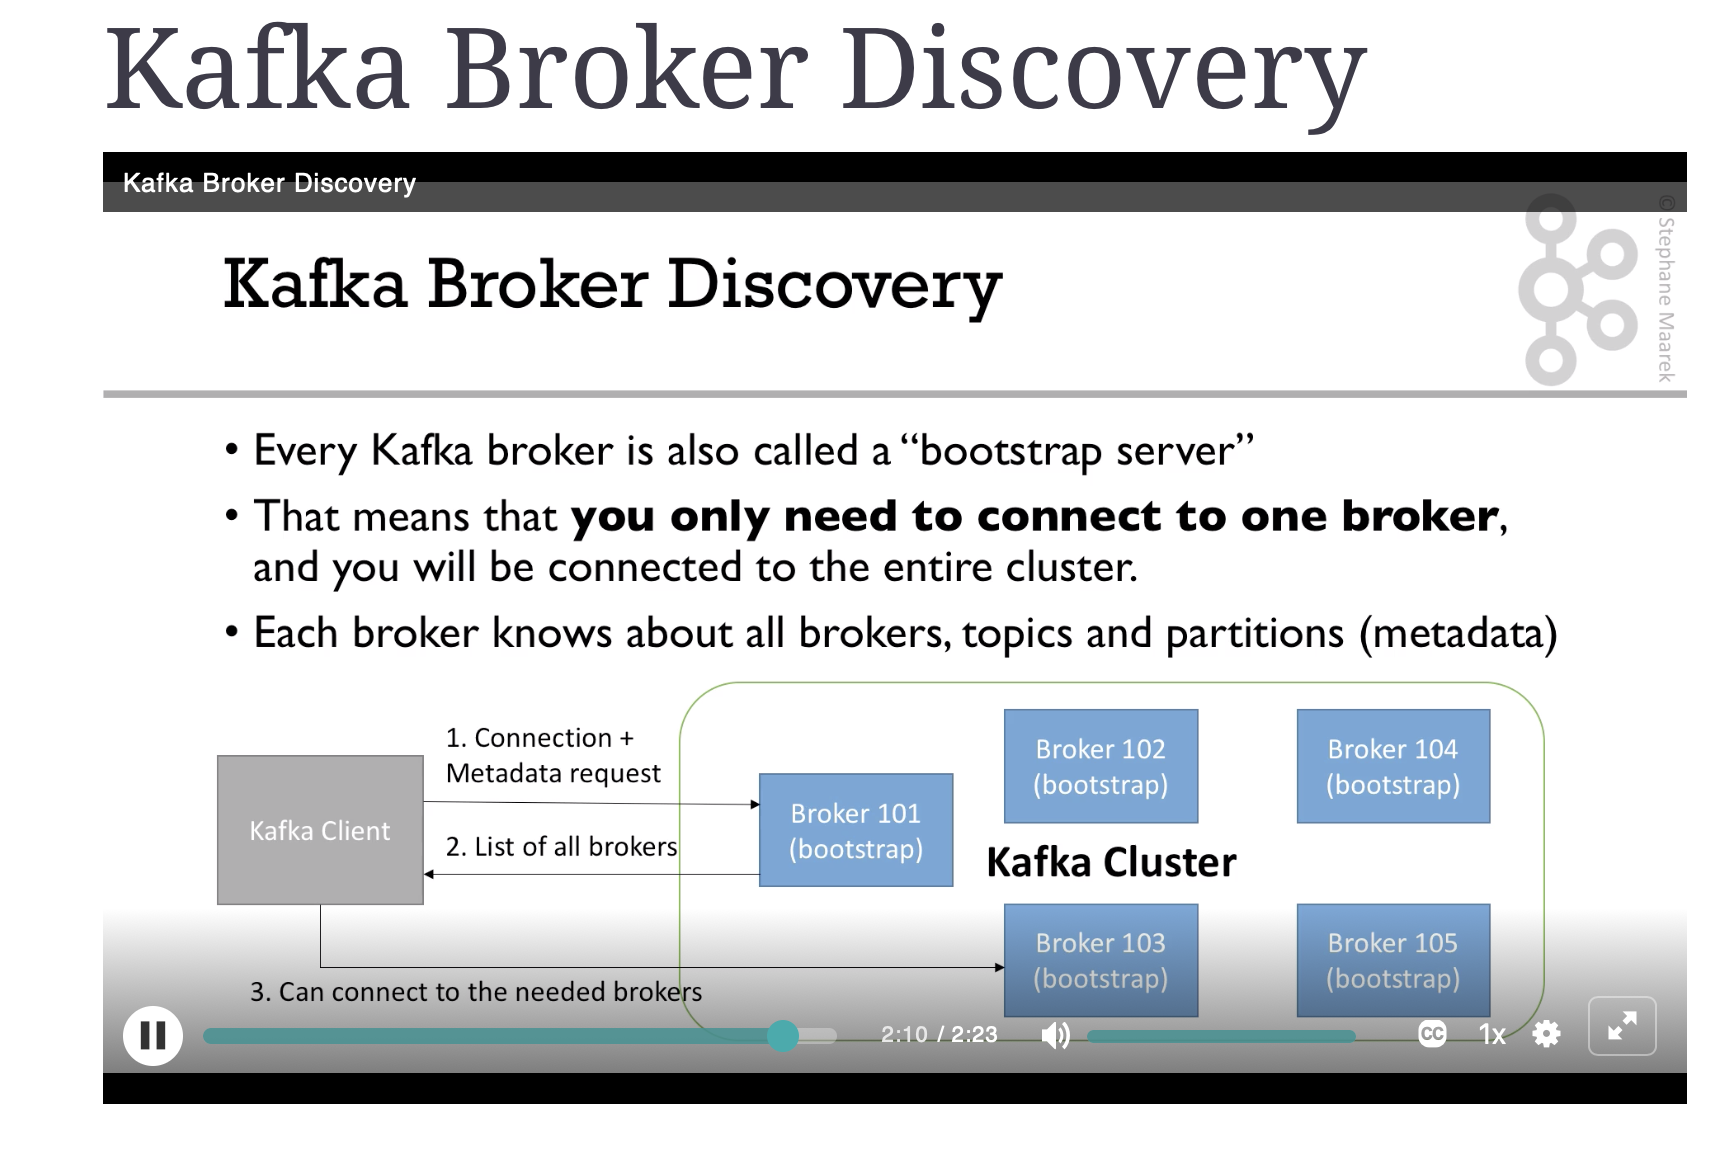 Kafka Broker Discovery
Kafka Broker Discovery
© Stephane Maarek
Kafka Broker Discovery
• Every Kafka broker is also called a “bootstrap server”
• That means that you only need to connect to one broker,
and you will be connected to the entire cluster.
• Each broker knows about all brokers, topics and partitions (metadata)
1. Connection +
Metadata request
Kafka Client
2. List of all brokers
3. Can connect to the needed brokers
Broker 101
(bootstrap)
Broker 102
(bootstrap)
Broker 104
(bootstrap)
Kafka Cluster
Broker 103
(bootstrap)
Broker 105
(bootstrap)
2:10 / 2:23
CC
1x